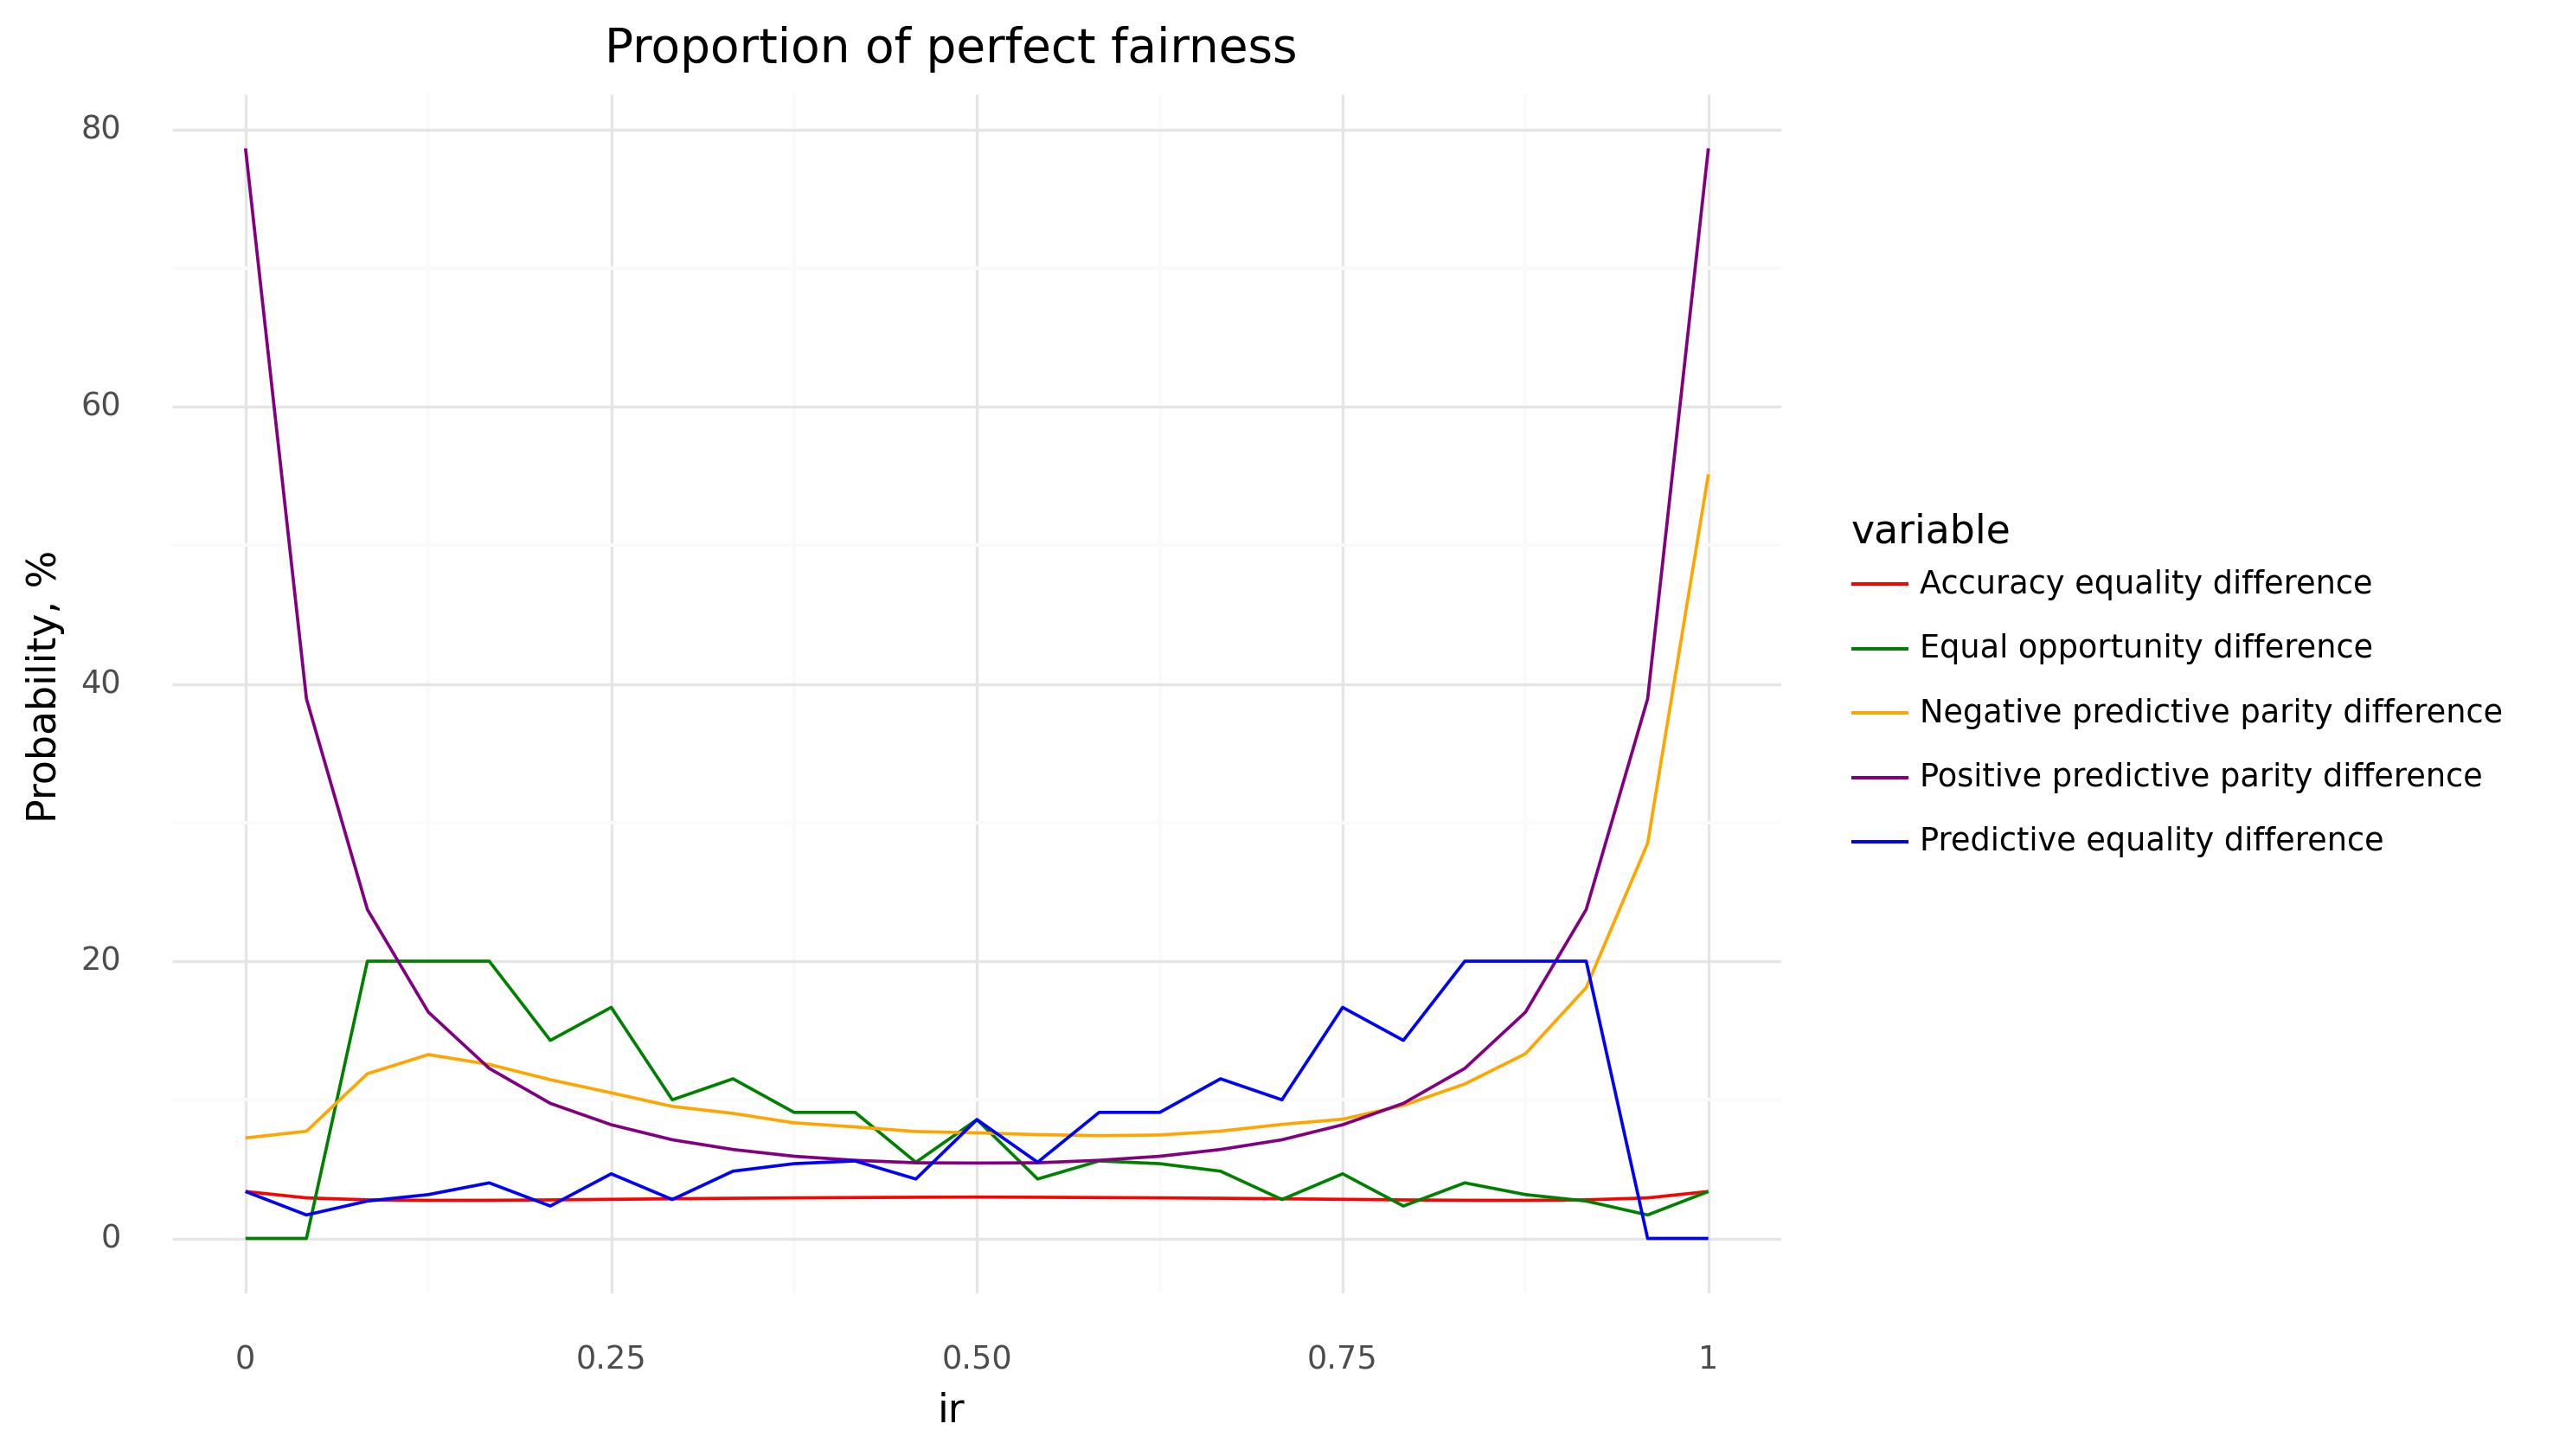 Proportion of perfect fairness
Probability, %
80
60
40
20
0
0 0.25 0.50 0.75 1
ir
variable
Accuracy equality difference
Equal opportunity difference
Negative predictive parity difference
Positive predictive parity difference
Predictive equality difference